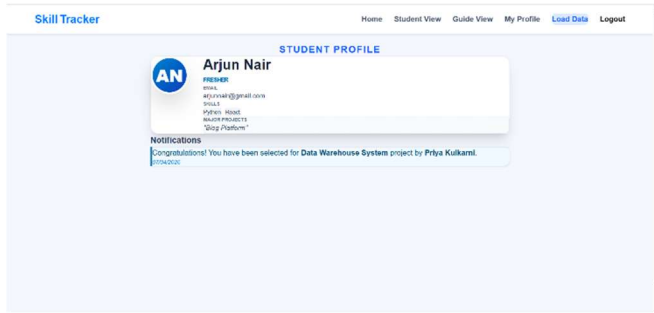 Skill Tracker
Home Student View Guide View My Profile Load Data Logout
STUDENT PROFILE
AN
Arjun Nair
FRESHER
EMAIL
arjunnair@gmail.com
SKILLS
Python React
MAJOR PROJECTS
"Blog Platform"
Notifications
Congratulations! You have been selected for Data Warehouse System project by Priya Kulkarni.